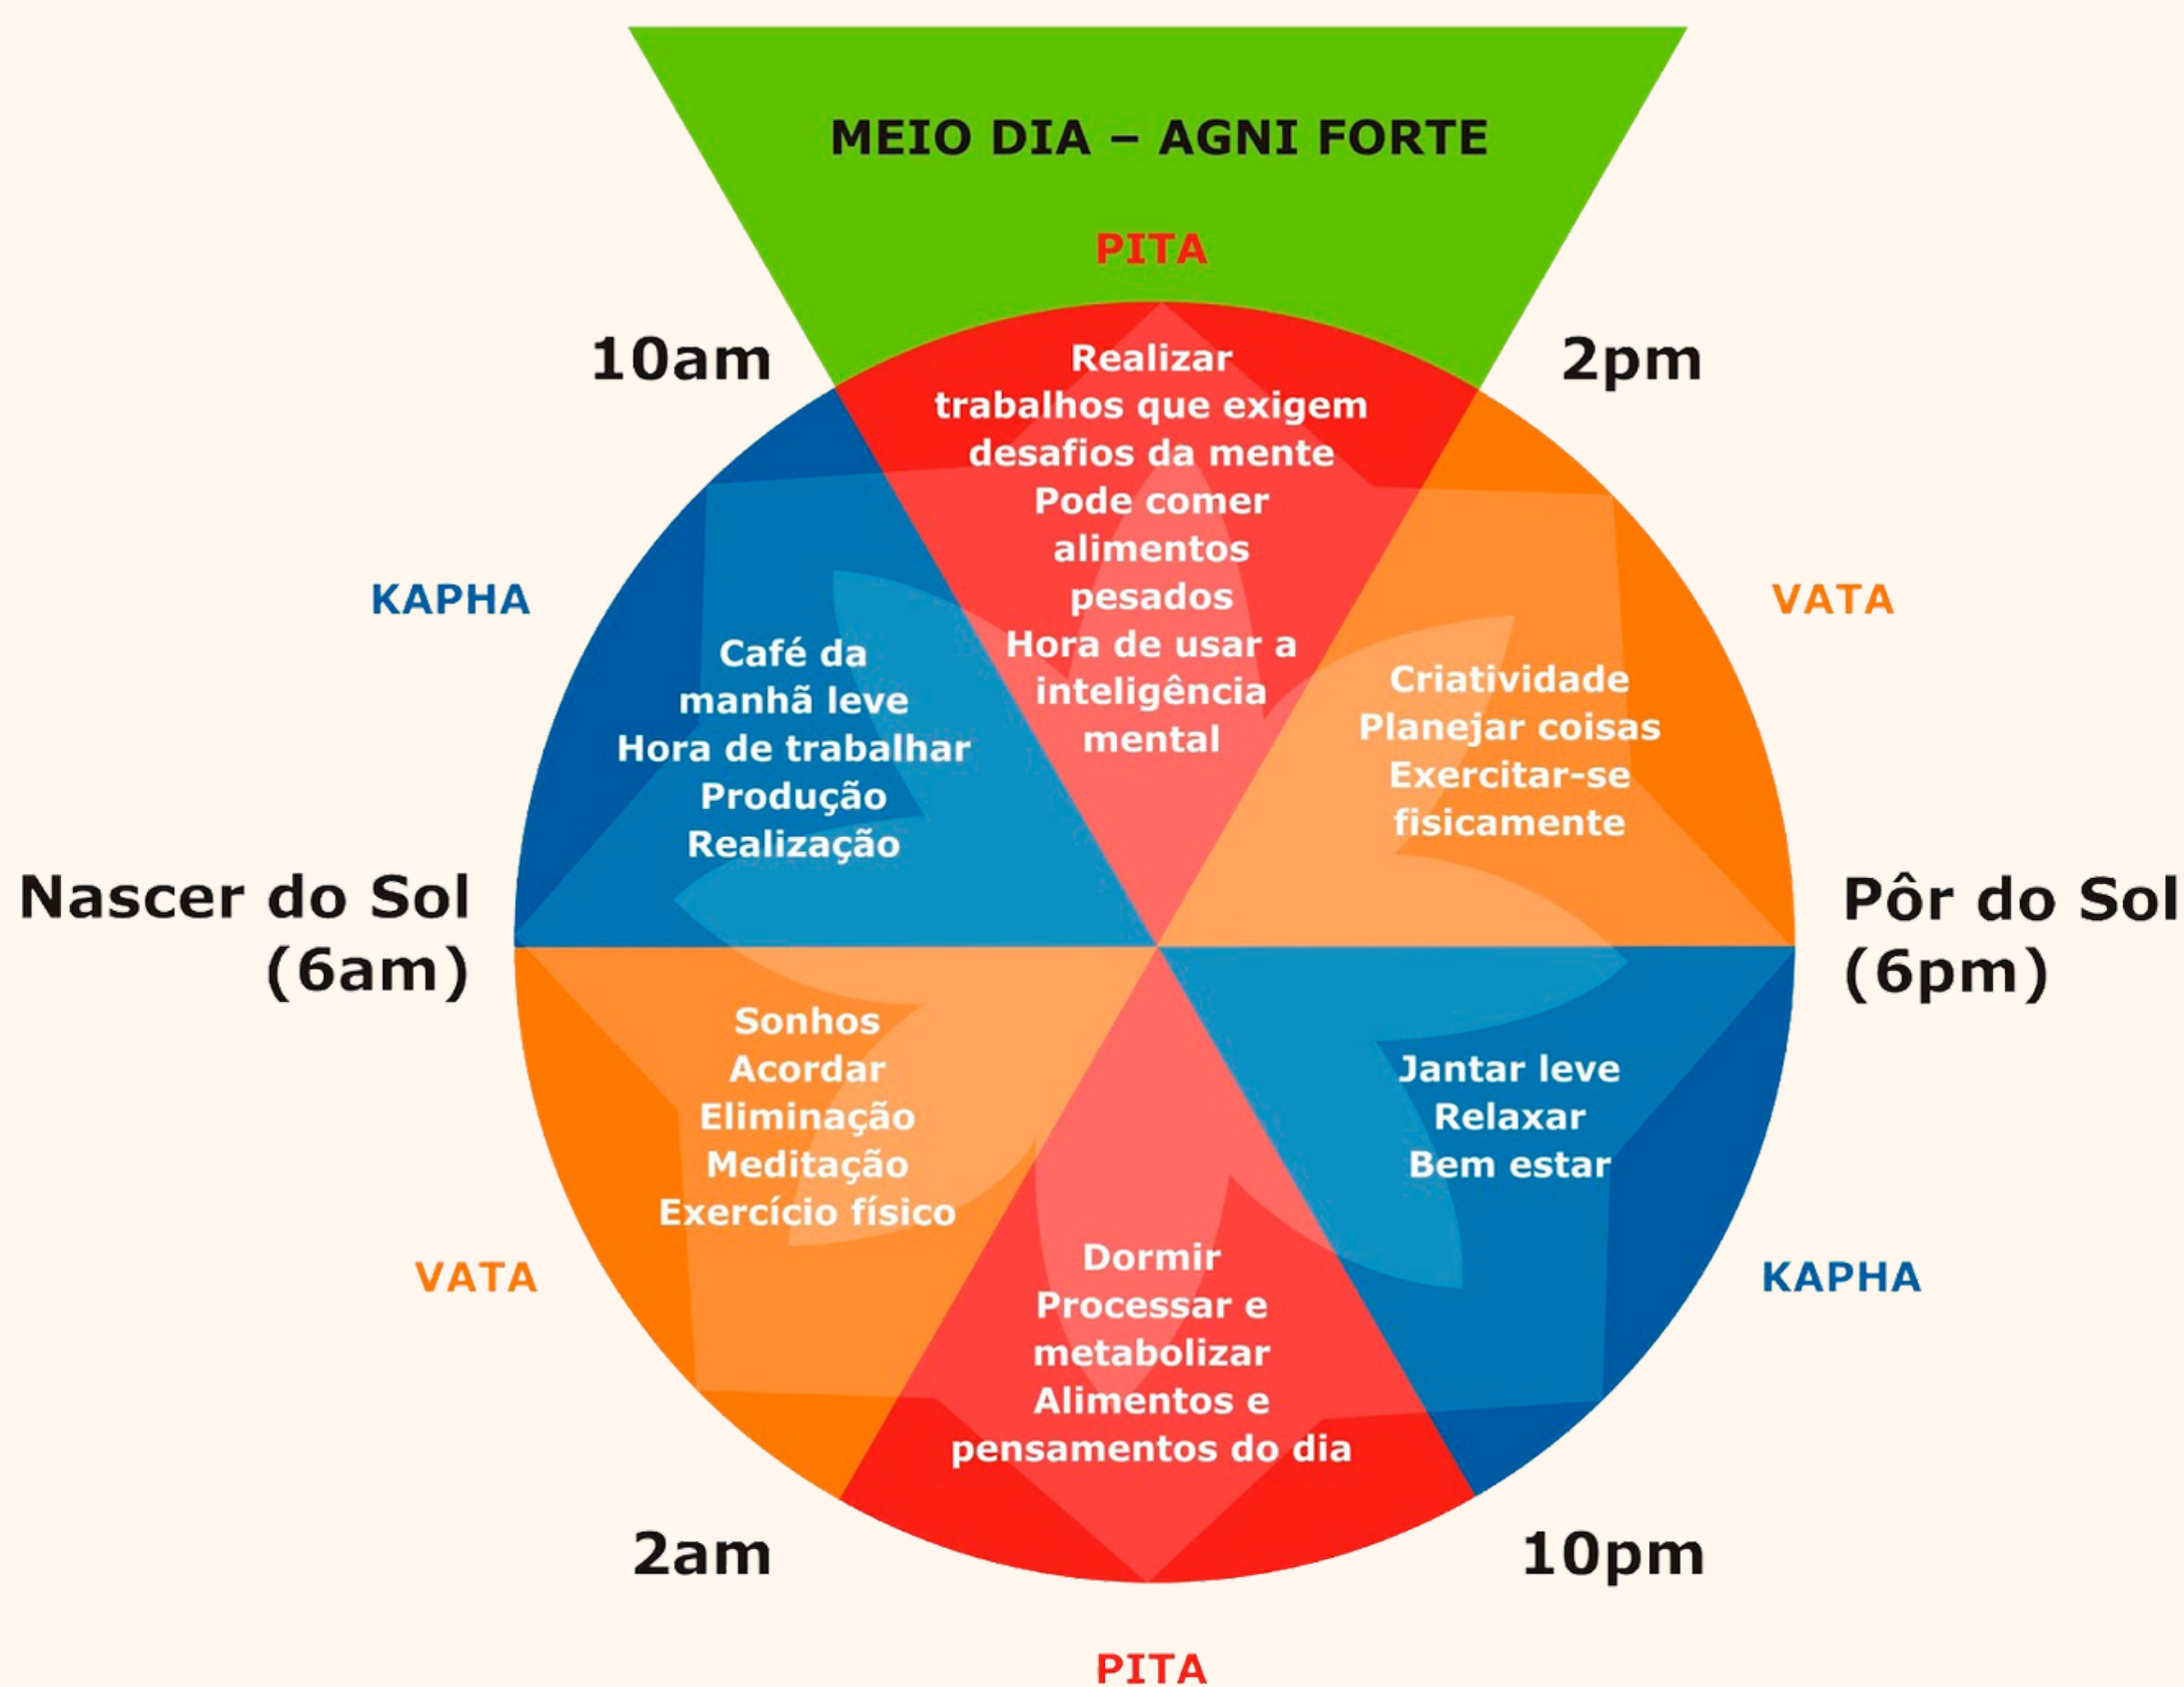 MEIO DIA – AGNI FORTE
PITA
10am
2pm
Realizar
trabalhos que exigem
desafios da mente
Pode comer
alimentos
pesados
Hora de usar a
inteligência
mental
KAPHA
VATA
Café da
manhã leve
Hora de trabalhar
Produção
Realização
Criatividade
Planejar coisas
Exercitar-se
fisicamente
Nascer do Sol
(6am)
Pôr do Sol
(6pm)
Sonhos
Acordar
Eliminação
Meditação
Exercício físico
Jantar leve
Relaxar
Bem estar
VATA
KAPHA
Dormir
Processar e
metabolizar
Alimentos e
pensamentos do dia
2am
10pm
PITA